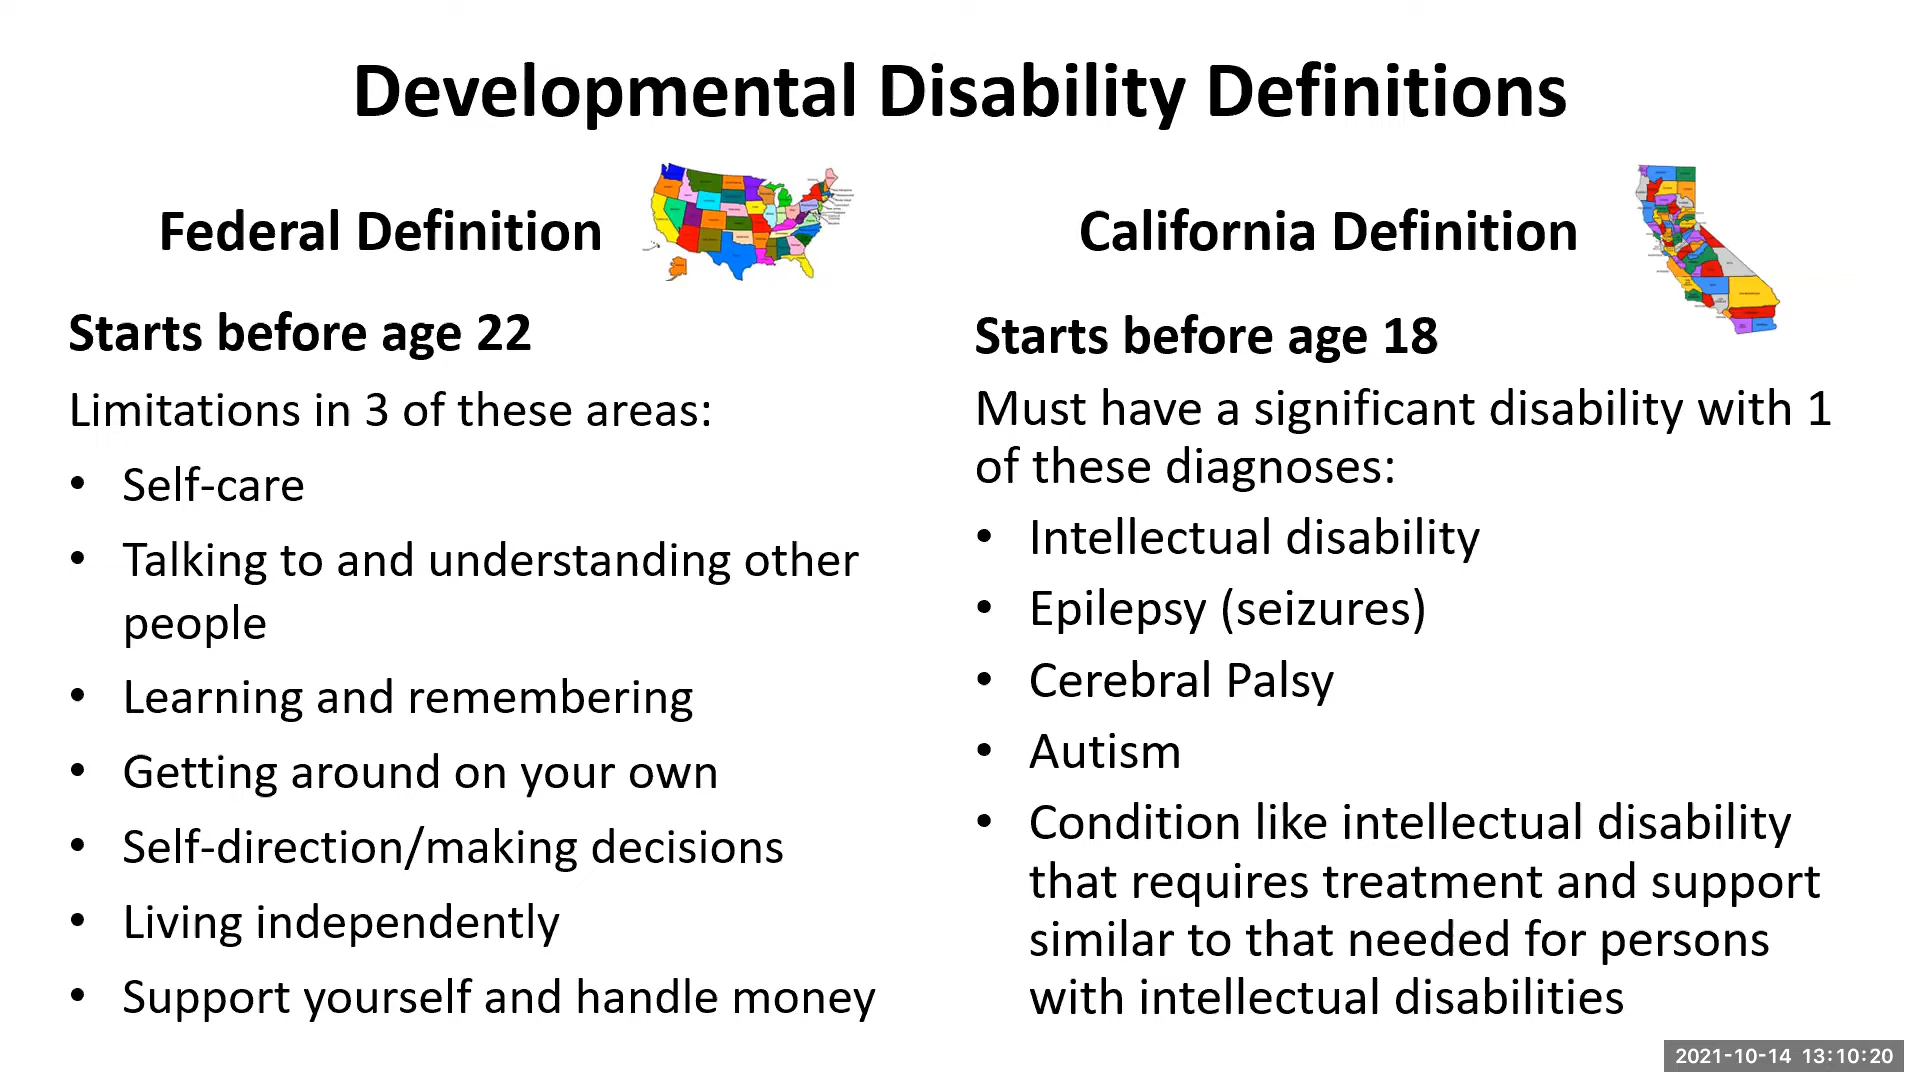 Developmental Disability Definitions
Federal Definition
Starts before age 22
Limitations in 3 of these areas:
• Self-care
• Talking to and understanding other
people
• Learning and remembering
• Getting around on your own
• Self-direction/making decisions
• Living independently
• Support yourself and handle money
California Definition
Starts before age 18
Must have a significant disability with 1
of these diagnoses:
• Intellectual disability
• Epilepsy (seizures)
• Cerebral Palsy
• Autism
• Condition like intellectual disability
that requires treatment and support
similar to that needed for persons
with intellectual disabilities
2021-10-14 13:10:20